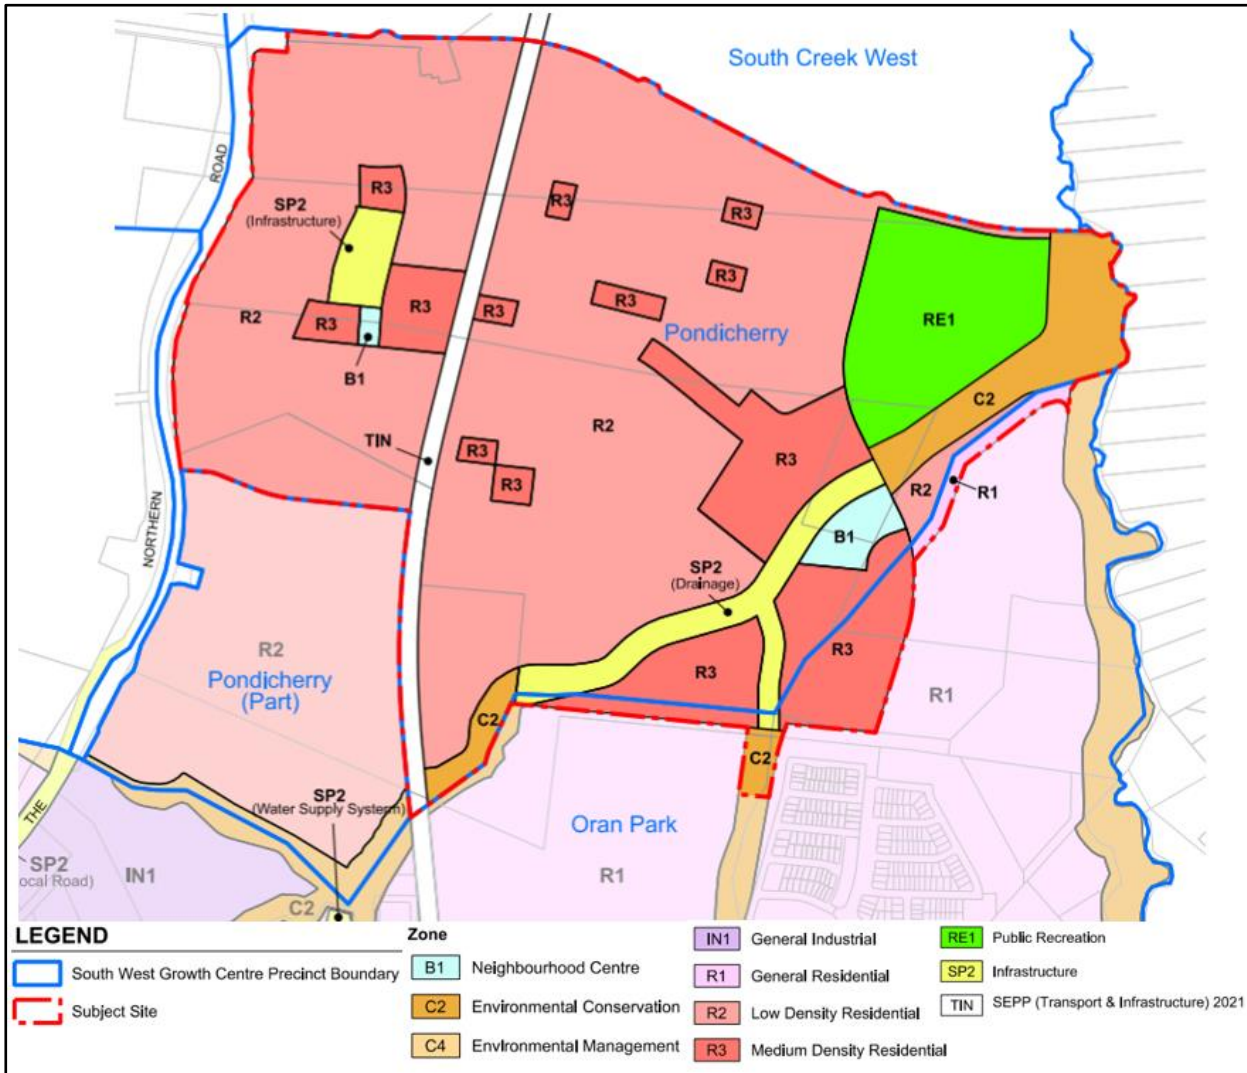 South Creek West
ROAD
R3
SP2
(Infrastructure)
R3
R3
R3
R3
RE1
R3
R3
R3
R3
R2
Pondicherry
B1
C2
R2
TIN
R3
R3
R3
R2
R1
B1
SP2
(Drainage)
NORTHERN
R2
Pondicherry
(Part)
R3
R3
R1
C2
C2
SP2
(Water Supply System)
Oran Park
THE
SP2
ocal Road)
IN1
R1
C2
LEGEND
South West Growth Centre Precinct Boundary
Subject Site
Zone
B1 Neighbourhood Centre
C2 Environmental Conservation
C4 Environmental Management
IN1 General Industrial
R1 General Residential
R2 Low Density Residential
R3 Medium Density Residential
RE1 Public Recreation
SP2 Infrastructure
TIN SEPP (Transport & Infrastructure) 2021